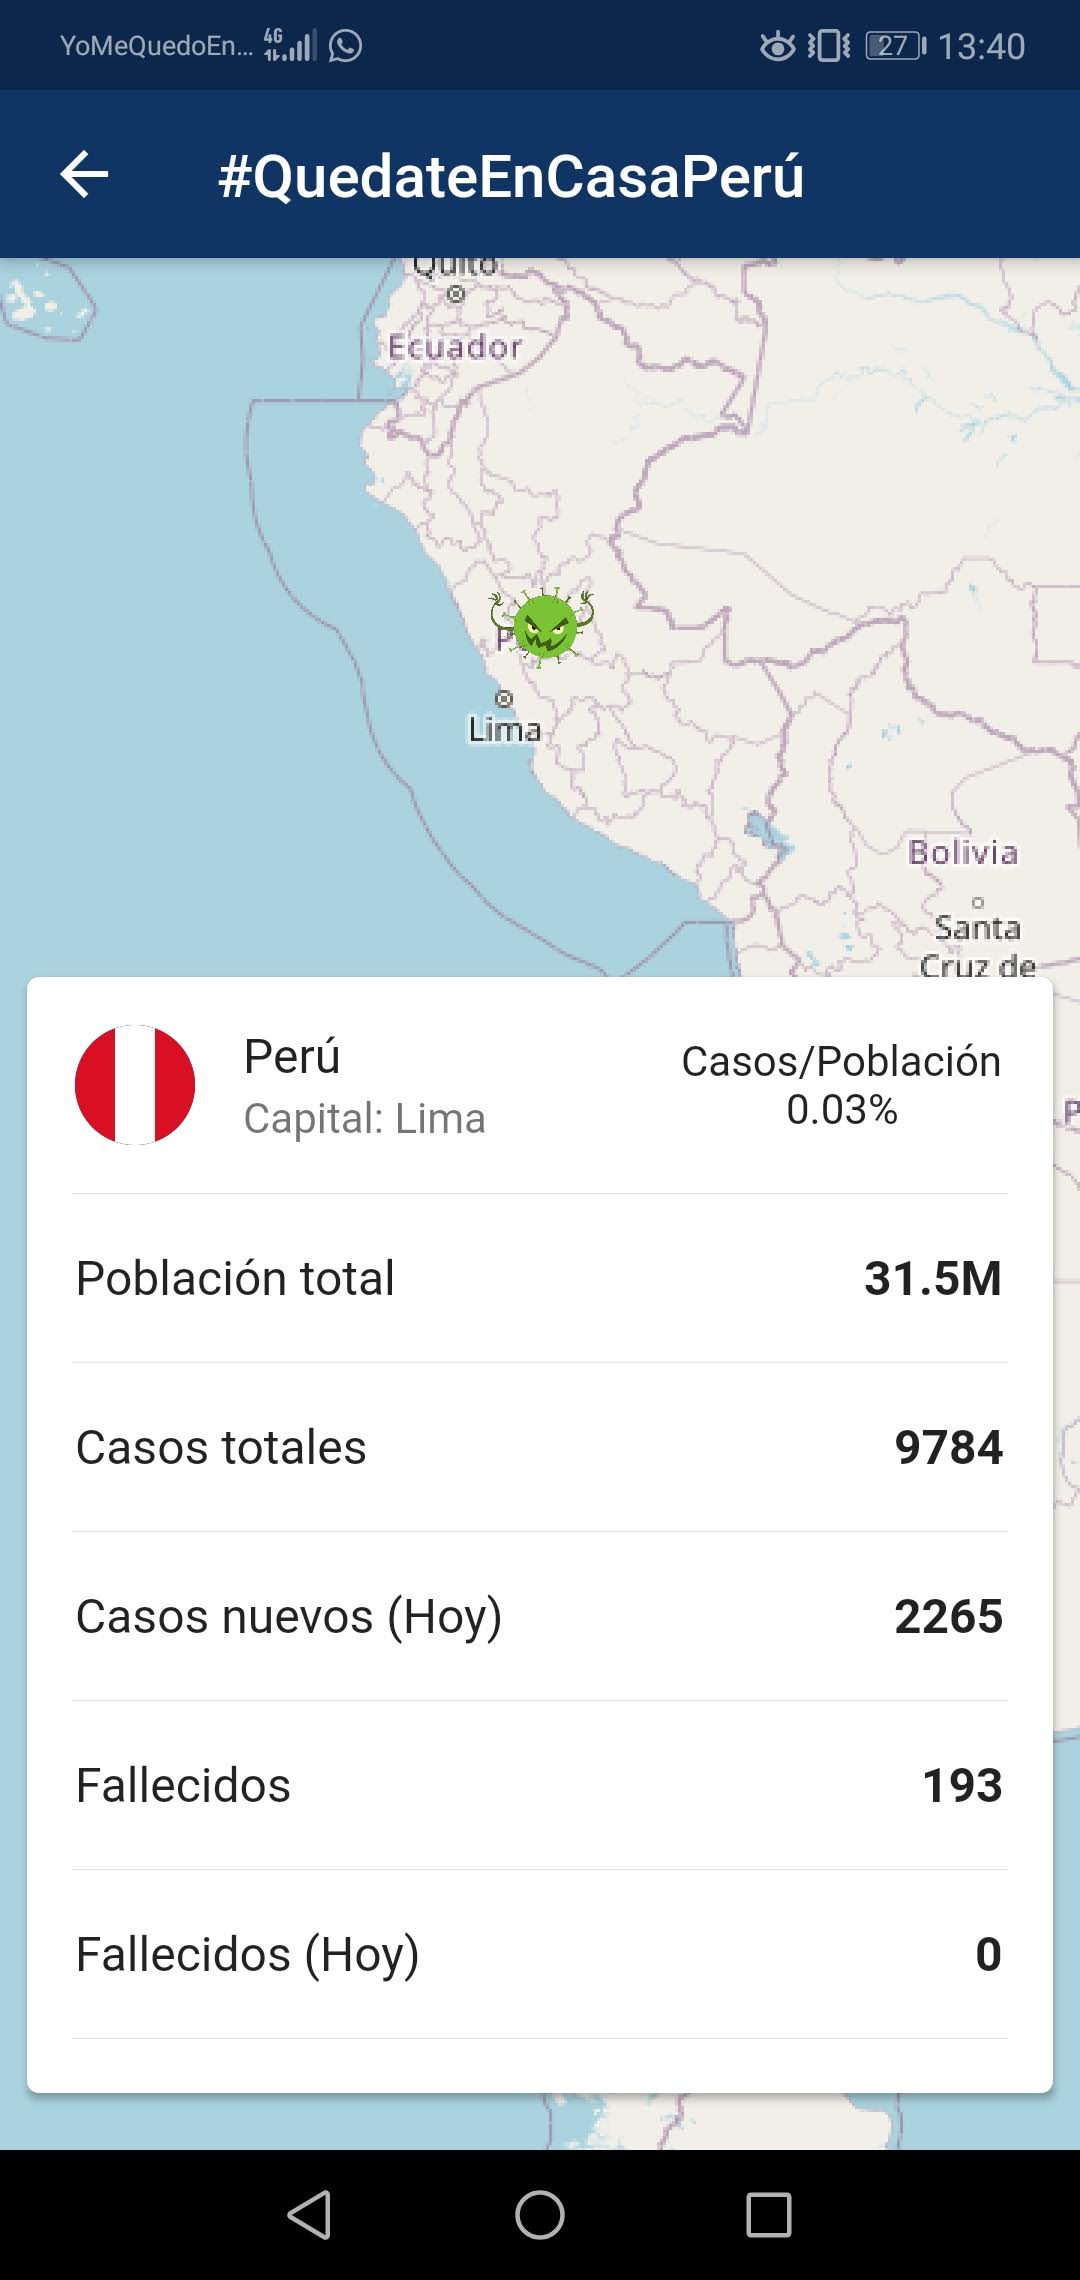 YoMeQuedoEn... 4G 27 13:40
#QuedateEnCasaPerú
Quito
Ecuador
Lima
Bolivia
Santa
Cruz de
Perú
Capital: Lima
Casos/Población
0.03%
Población total 31.5M
Casos totales 9784
Casos nuevos (Hoy) 2265
Fallecidos 193
Fallecidos (Hoy) 0